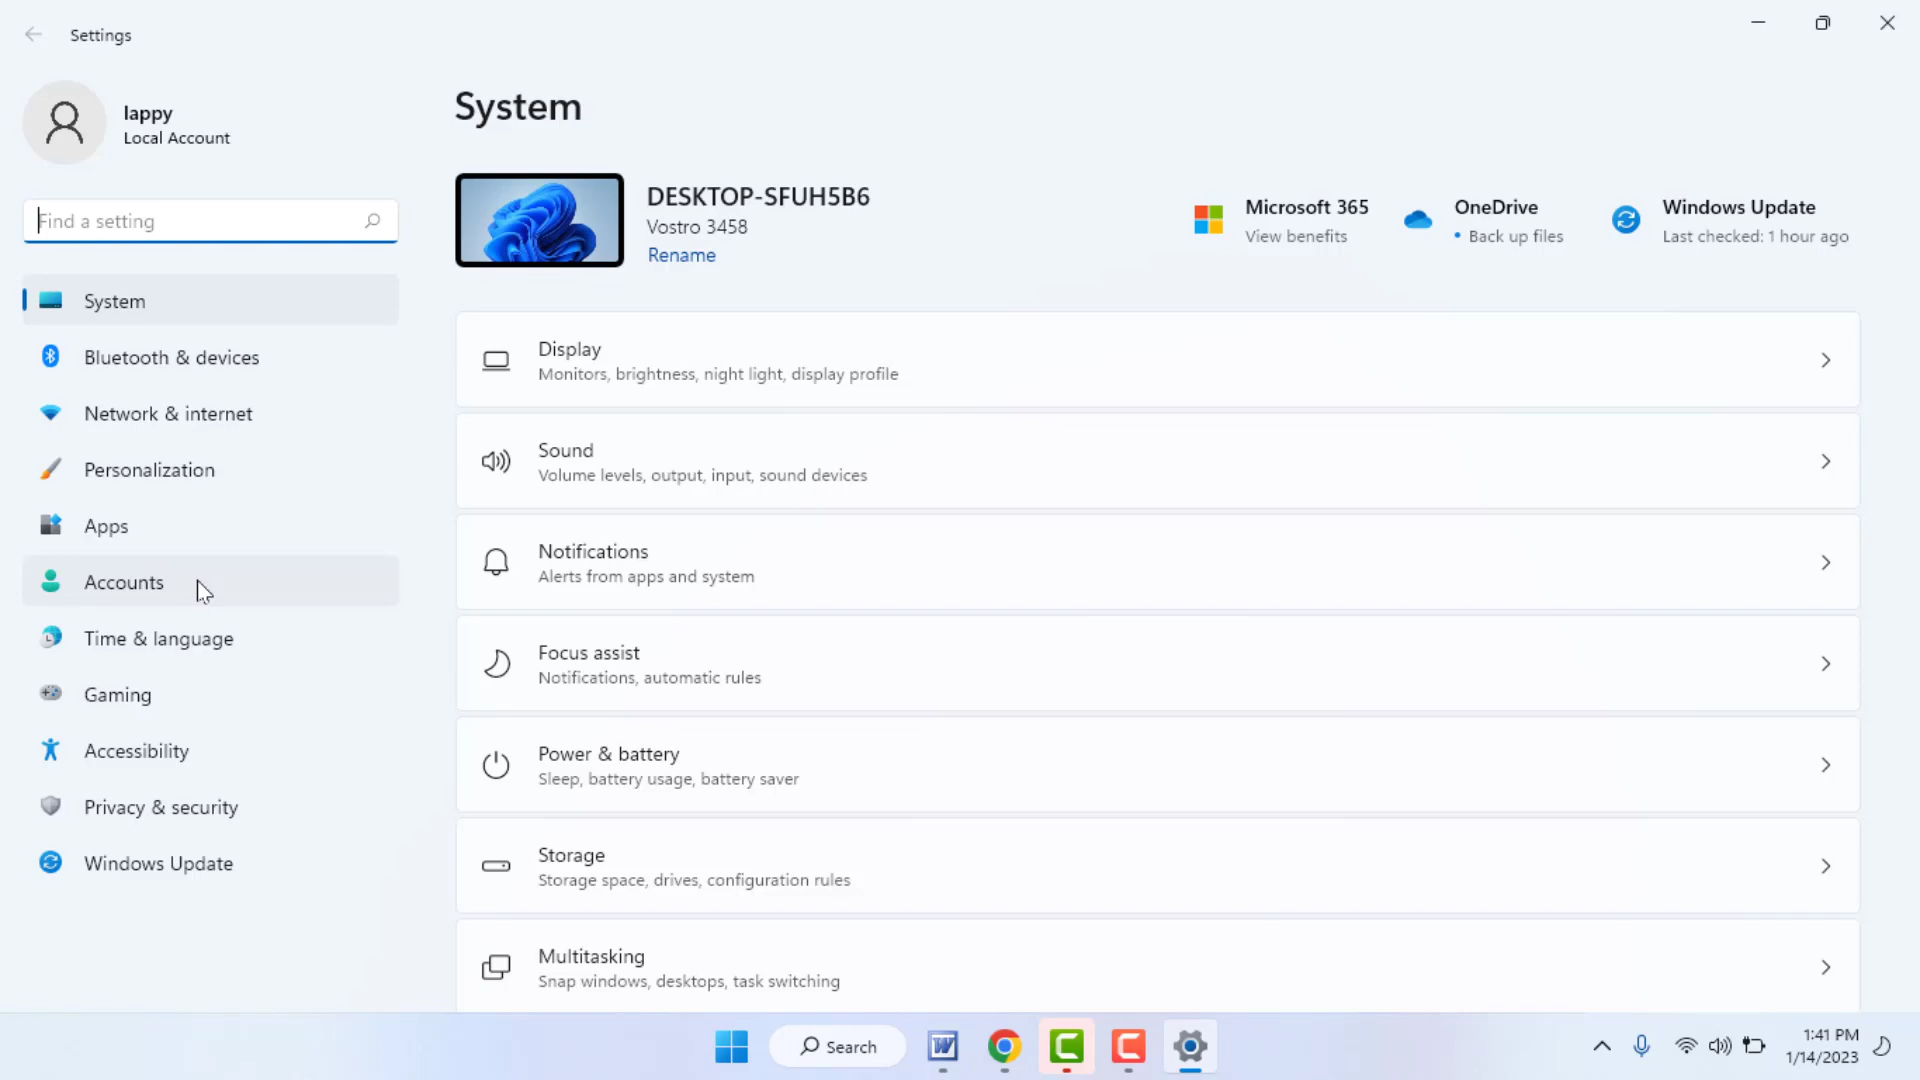 Settings
lappy
Local Account
Find a setting
System
Bluetooth & devices
Network & internet
Personalization
Apps
Accounts
Time & language
Gaming
Accessibility
Privacy & security
Windows Update
System
DESKTOP-SFUH5B6
Vostro 3458
Rename
Microsoft 365
View benefits
OneDrive
• Back up files
Windows Update
Last checked: 1 hour ago
Display
Monitors, brightness, night light, display profile
Sound
Volume levels, output, input, sound devices
Notifications
Alerts from apps and system
Focus assist
Notifications, automatic rules
Power & battery
Sleep, battery usage, battery saver
Storage
Storage space, drives, configuration rules
Multitasking
Snap windows, desktops, task switching
Search
1:41 PM
1/14/2023